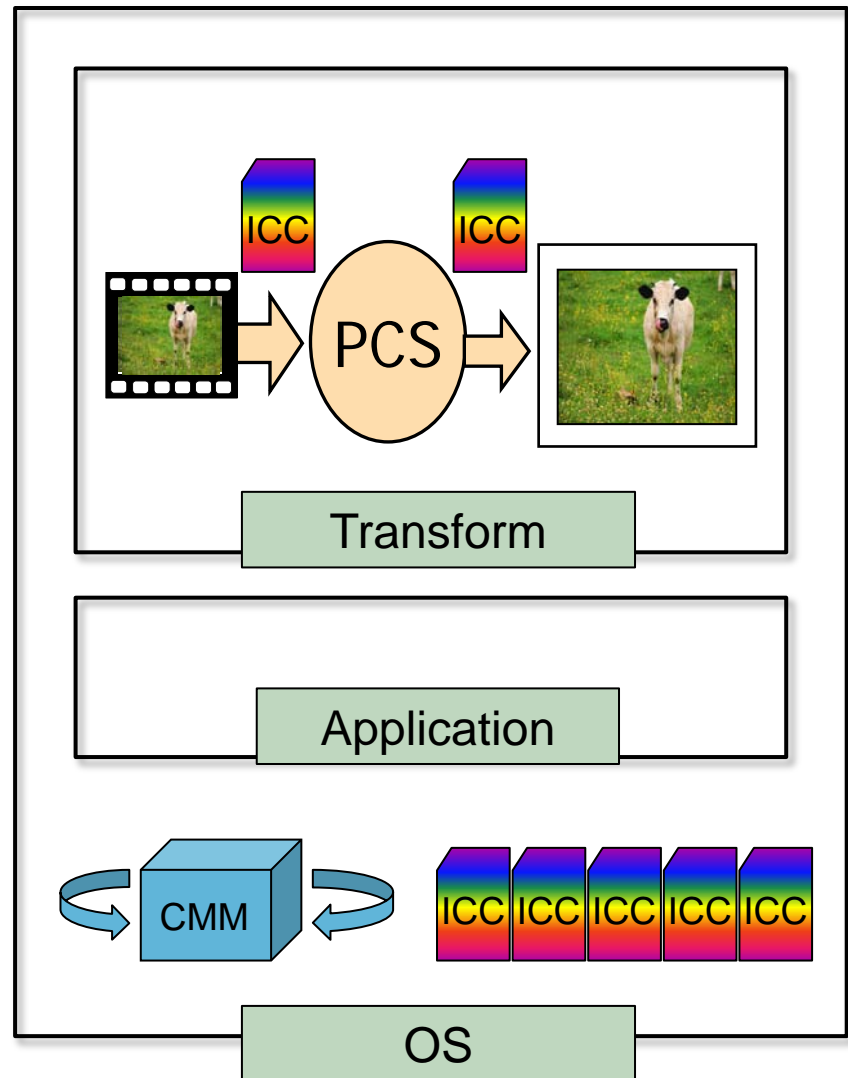 ICC ICC
PCS
Transform
Application
CMM ICC ICC ICC ICC ICC
OS